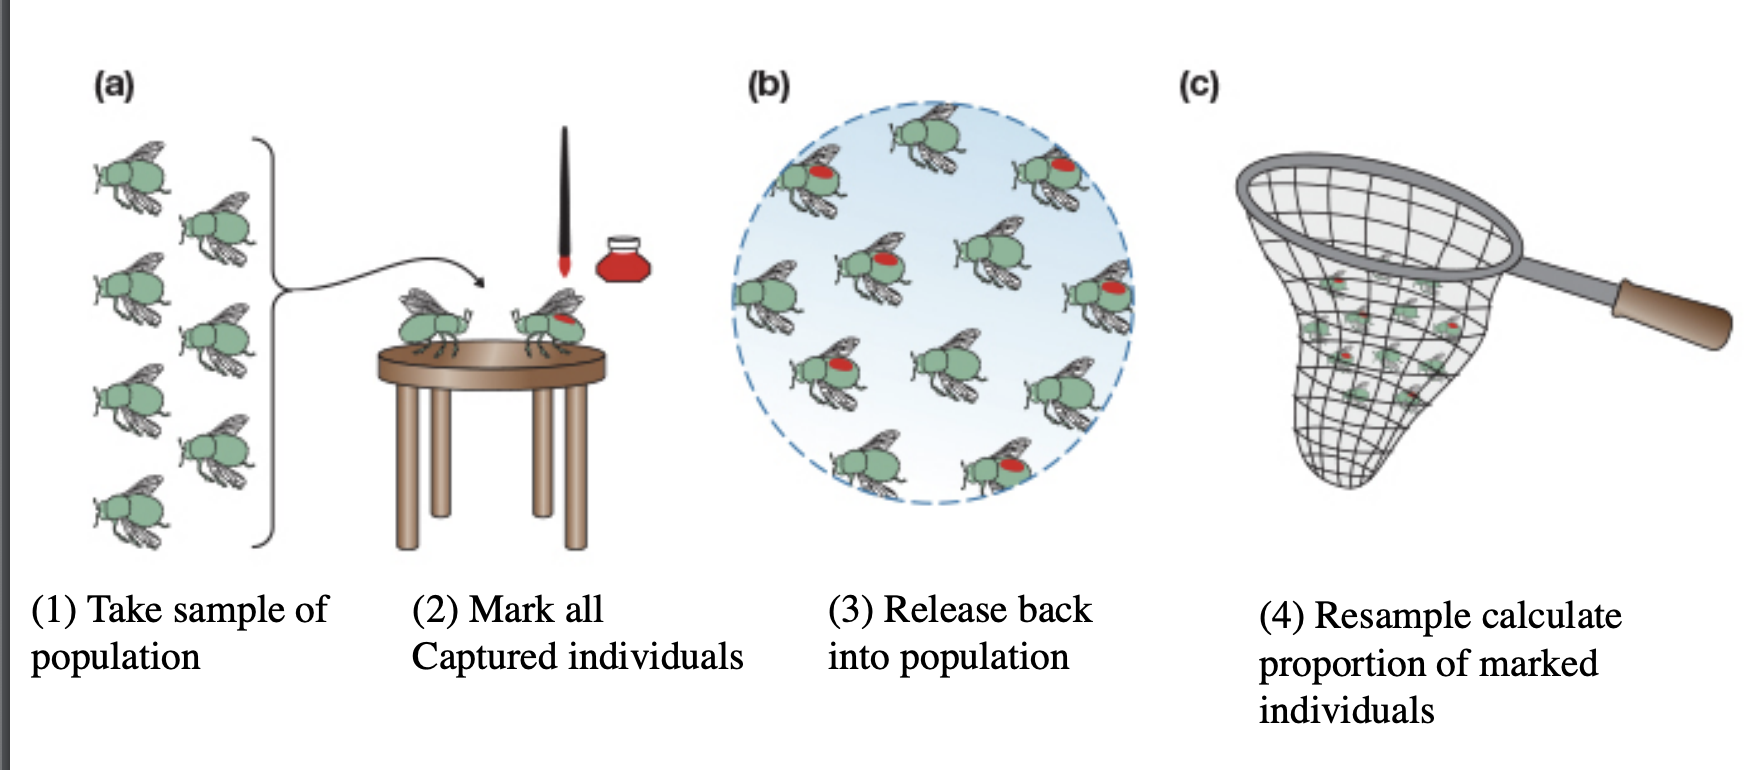 (a)
(b)
(c)
(1) Take sample of
population
(2) Mark all
Captured individuals
(3) Release back
into population
(4) Resample calculate
proportion of marked
individuals